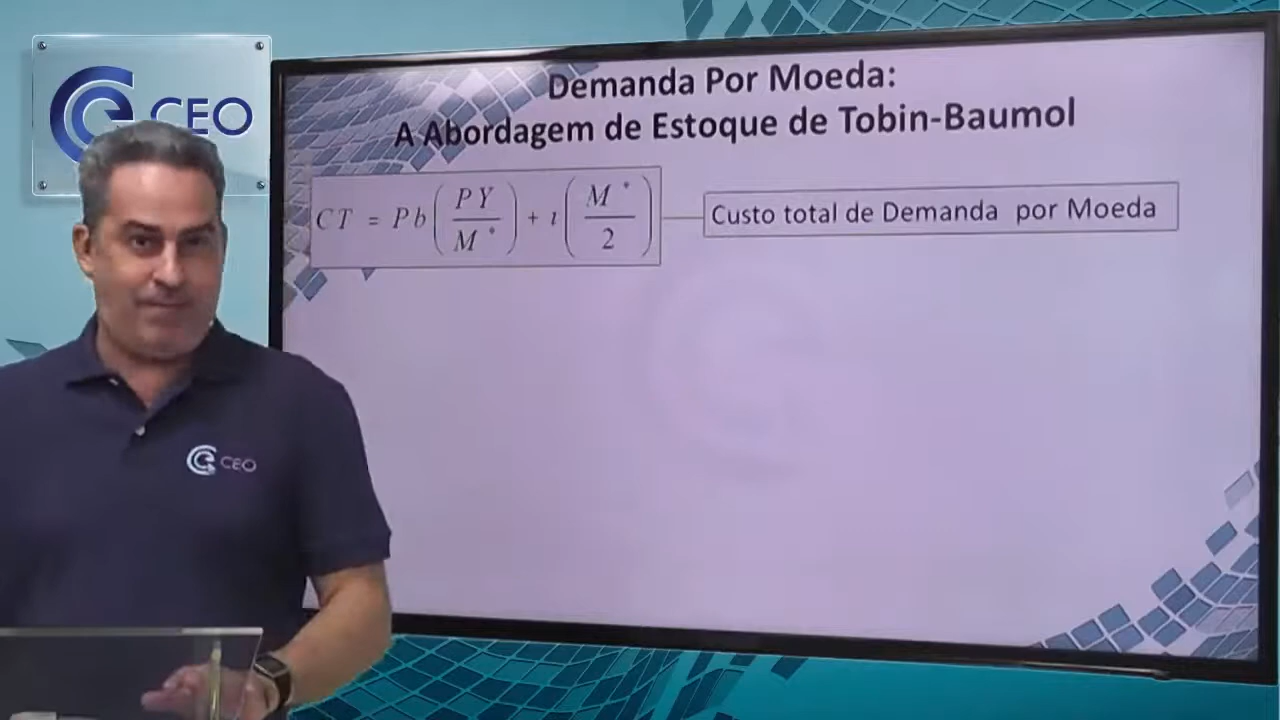 CEO
Demanda Por Moeda:
A Abordagem de Estoque de Tobin-Baumol
CT = Pb(PY/M*) + ı(M*/2)
Custo total de Demanda por Moeda
CEO